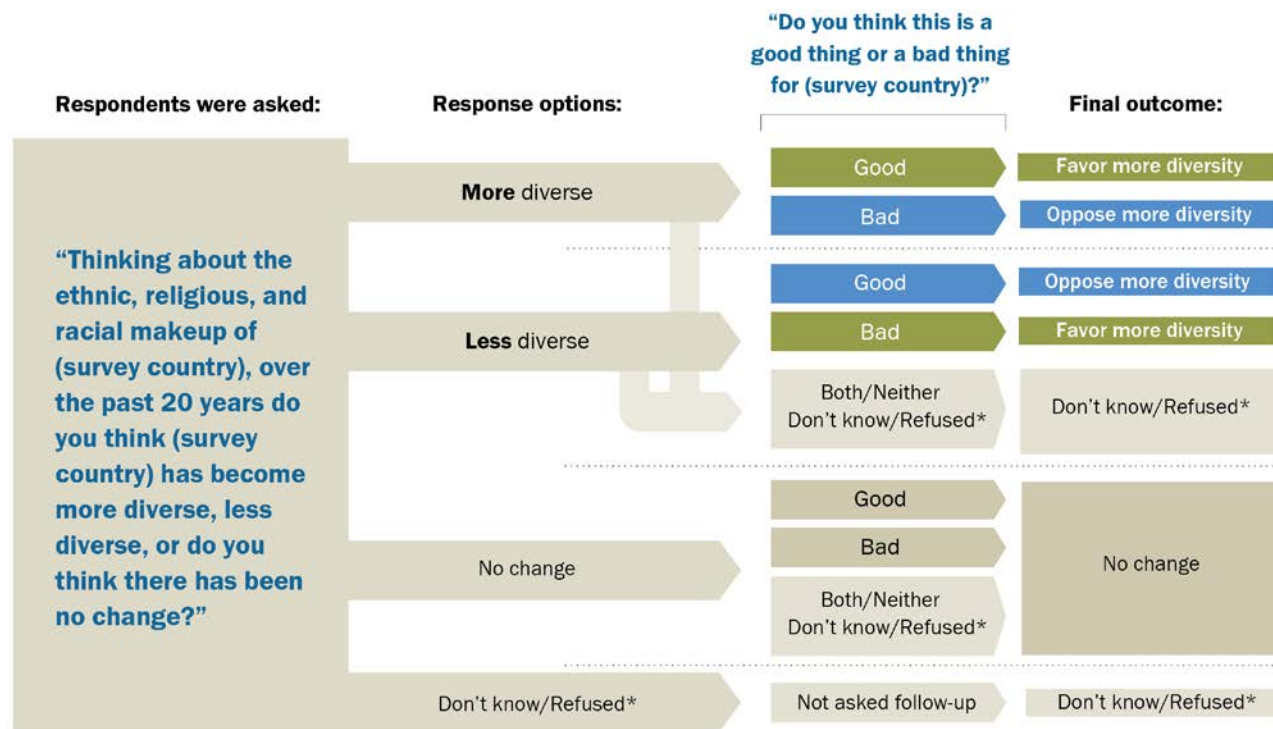 “Do you think this is a
good thing or a bad thing
for (survey country)?”
Respondents were asked:
Response options:
Final outcome:
“Thinking about the
ethnic, religious, and
racial makeup of
(survey country), over
the past 20 years do
you think (survey
country) has become
more diverse, less
diverse, or do you
think there has been
no change?”
More diverse
Good
Favor more diversity
Bad
Oppose more diversity
Less diverse
Good
Oppose more diversity
Bad
Favor more diversity
Both/Neither
Don’t know/Refused*
Don’t know/Refused*
No change
Good
Bad
Both/Neither
Don’t know/Refused*
No change
Don’t know/Refused*
Not asked follow-up
Don’t know/Refused*